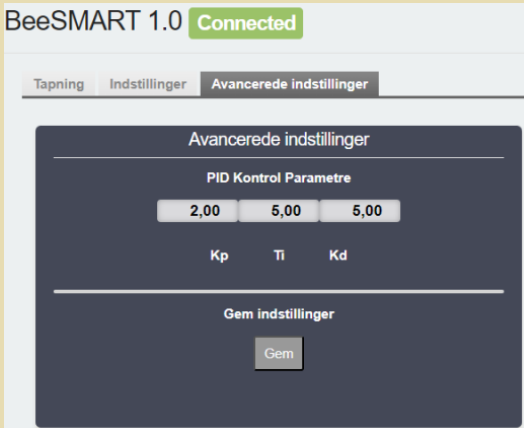 BeeSMART 1.0 Connected
Tapning Indstillinger Avancerede indstillinger
Avancerede indstillinger
PID Kontrol Parametre
2,00 5,00 5,00
Kp Ti Kd
Gem indstillinger
Gem